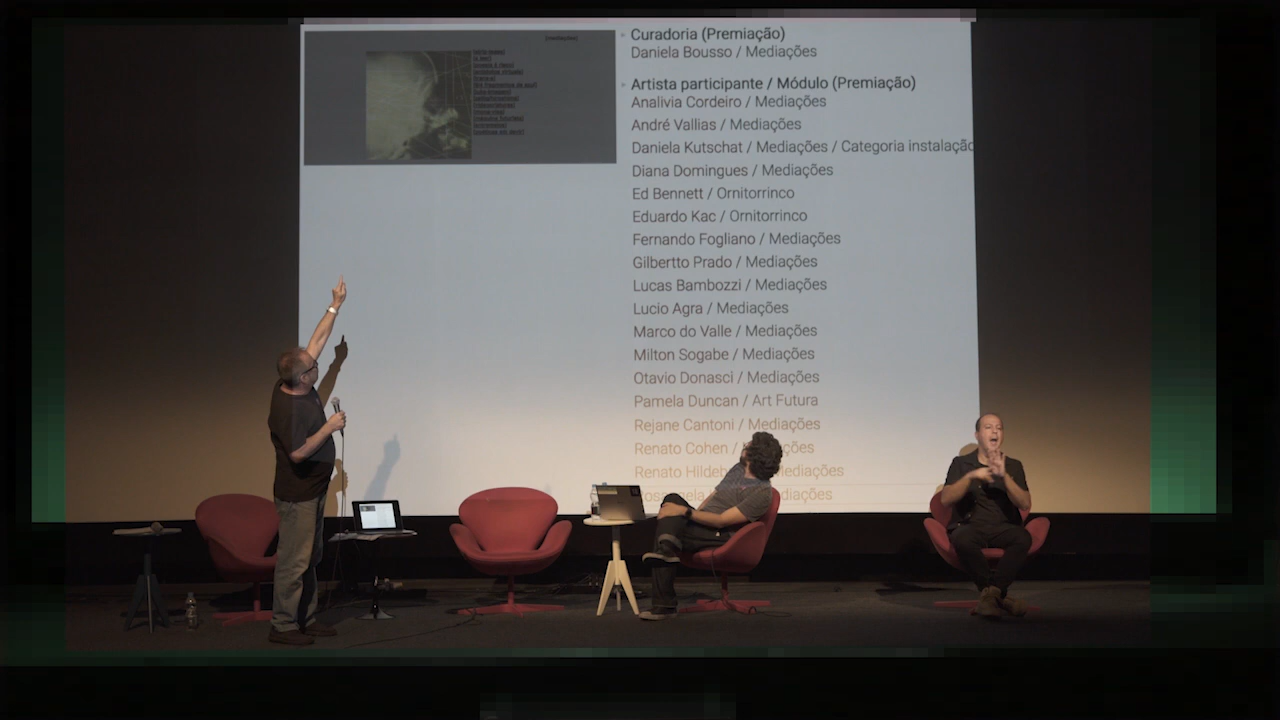 Curadoria (Premiação)
Daniela Bousso / Mediações
Artista participante / Módulo (Premiação)
Analivia Cordeiro / Mediações
André Vallias / Mediações
Daniela Kutschat / Mediações / Categoria instalação
Diana Domingues / Mediações
Ed Bennett / Ornitorrinco
Eduardo Kac / Ornitorrinco
Fernando Fogliano / Mediações
Gilbertto Prado / Mediações
Lucas Bambozzi / Mediações
Lucio Agra / Mediações
Marco do Valle / Mediações
Milton Sogabe / Mediações
Otavio Donasci / Mediações
Pamela Duncan / Art Futura
Rejane Cantoni / Mediações
Renato Cohen /
Renato